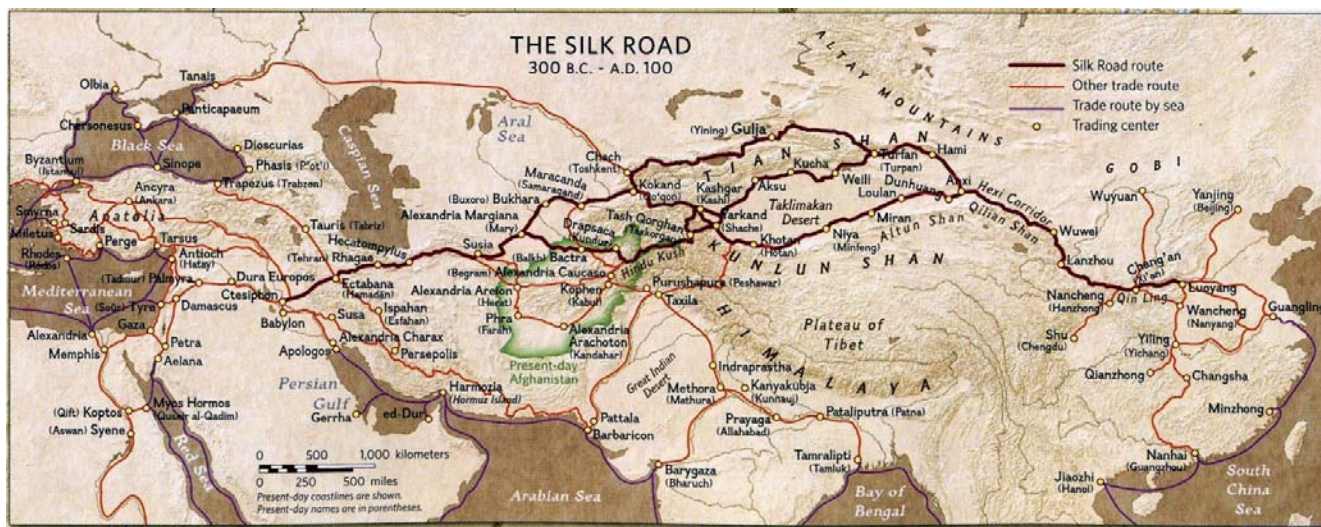 THE SILK ROAD
300 B.C. - A.D. 100
Silk Road route
Other trade route
Trade route by sea
Trading center
ALTAY MOUNTAINS
TIAN SHAN
GOBI
Olbia
Tanais
Panticapaeum
Chersonesus
Black Sea
Dioscurias
Phasis (P'ot'i)
Sinope
Trapezus (Trabzon)
Byzantium
(Istanbul)
Ancyra
(Ankara)
Anatolia
Smyrna
Sardis
Miletus
Perge
Tarsus
Rhodes
(Ródos)
Antioch
(Hatay)
Mediterranean
Sea
(Tadmur) Palmyra
Dura Europos
(Soûr) Tyre
Damascus
Ctesiphon
Babylon
Alexandria
Gaza
Memphis
Petra
Aelana
(Qift) Koptos
Myos Hormos
(Qusair al-Qadim)
(Aswan) Syene
Red Sea
Caspian Sea
Aral
Sea
Tauris (Tabriz)
Hecatompylus
(Tehran) Rhagae
Ectabana
(Hamadan)
Susa
Ispahan
(Esfahan)
Alexandria Charax
Apologos
Persepolis
Persian
Gulf
Gerrha
ed-Dur
Harmozia
(Hormuz Island)
Susia
Alexandria Margiana
(Mary)
(Buxoro) Bukhara
Maracanda
(Samarqand)
Chach
(Toshkent)
Kokand
(Qo'qon)
Drapsaca
(Kunduz)
Tash Qorghan
(Taxkorgan)
(Balkh) Bactra
Hindu Kush
(Begram) Alexandria Caucaso
Alexandria Areion
(Herat)
Kophen
(Kabul)
Phra
(Farah)
Alexandria
Arachoton
(Kandahar)
Present-day
Afghanistan
Purushapura (Peshawar)
Taxila
(Yining) Gulja
Kashgar
(Kashi)
Aksu
Kucha
Weili
Turfan
(Turpan)
Hami
Loulan
Dunhuang
Anxi
Hexi Corridor
Yarkand
(Shache)
Taklimakan
Desert
Khotan
(Hotan)
Niya
(Minfeng)
Miran
Altun Shan
Qilian Shan
KUNLUN SHAN
HIMALAYA
Plateau of
Tibet
Great Indian
Desert
Indraprastha
Methora
(Mathura)
Kanyakubja
(Kunnauj)
Prayaga
(Allahabad)
Pataliputra (Patna)
Pattala
Barbaricon
Barygaza
(Bharuch)
Tamralipti
(Tamluk)
Arabian Sea
Bay of
Bengal
Wuyuan
Yanjing
(Beijing)
Wuwei
Lanzhou
Chang'an
(Xi'an)
Luoyang
Nancheng
(Hanzhong)
Qin Ling
Wancheng
(Nanyang)
Guangling
Shu
(Chengdu)
Yiling
(Yichang)
Qianzhong
Changsha
Minzhong
Nanhai
(Guangzhou)
Jiaozhi
(Hanoi)
South
China
Sea
0 500 1,000 kilometers
0 250 500 miles
Present-day coastlines are shown.
Present-day names are in parentheses.